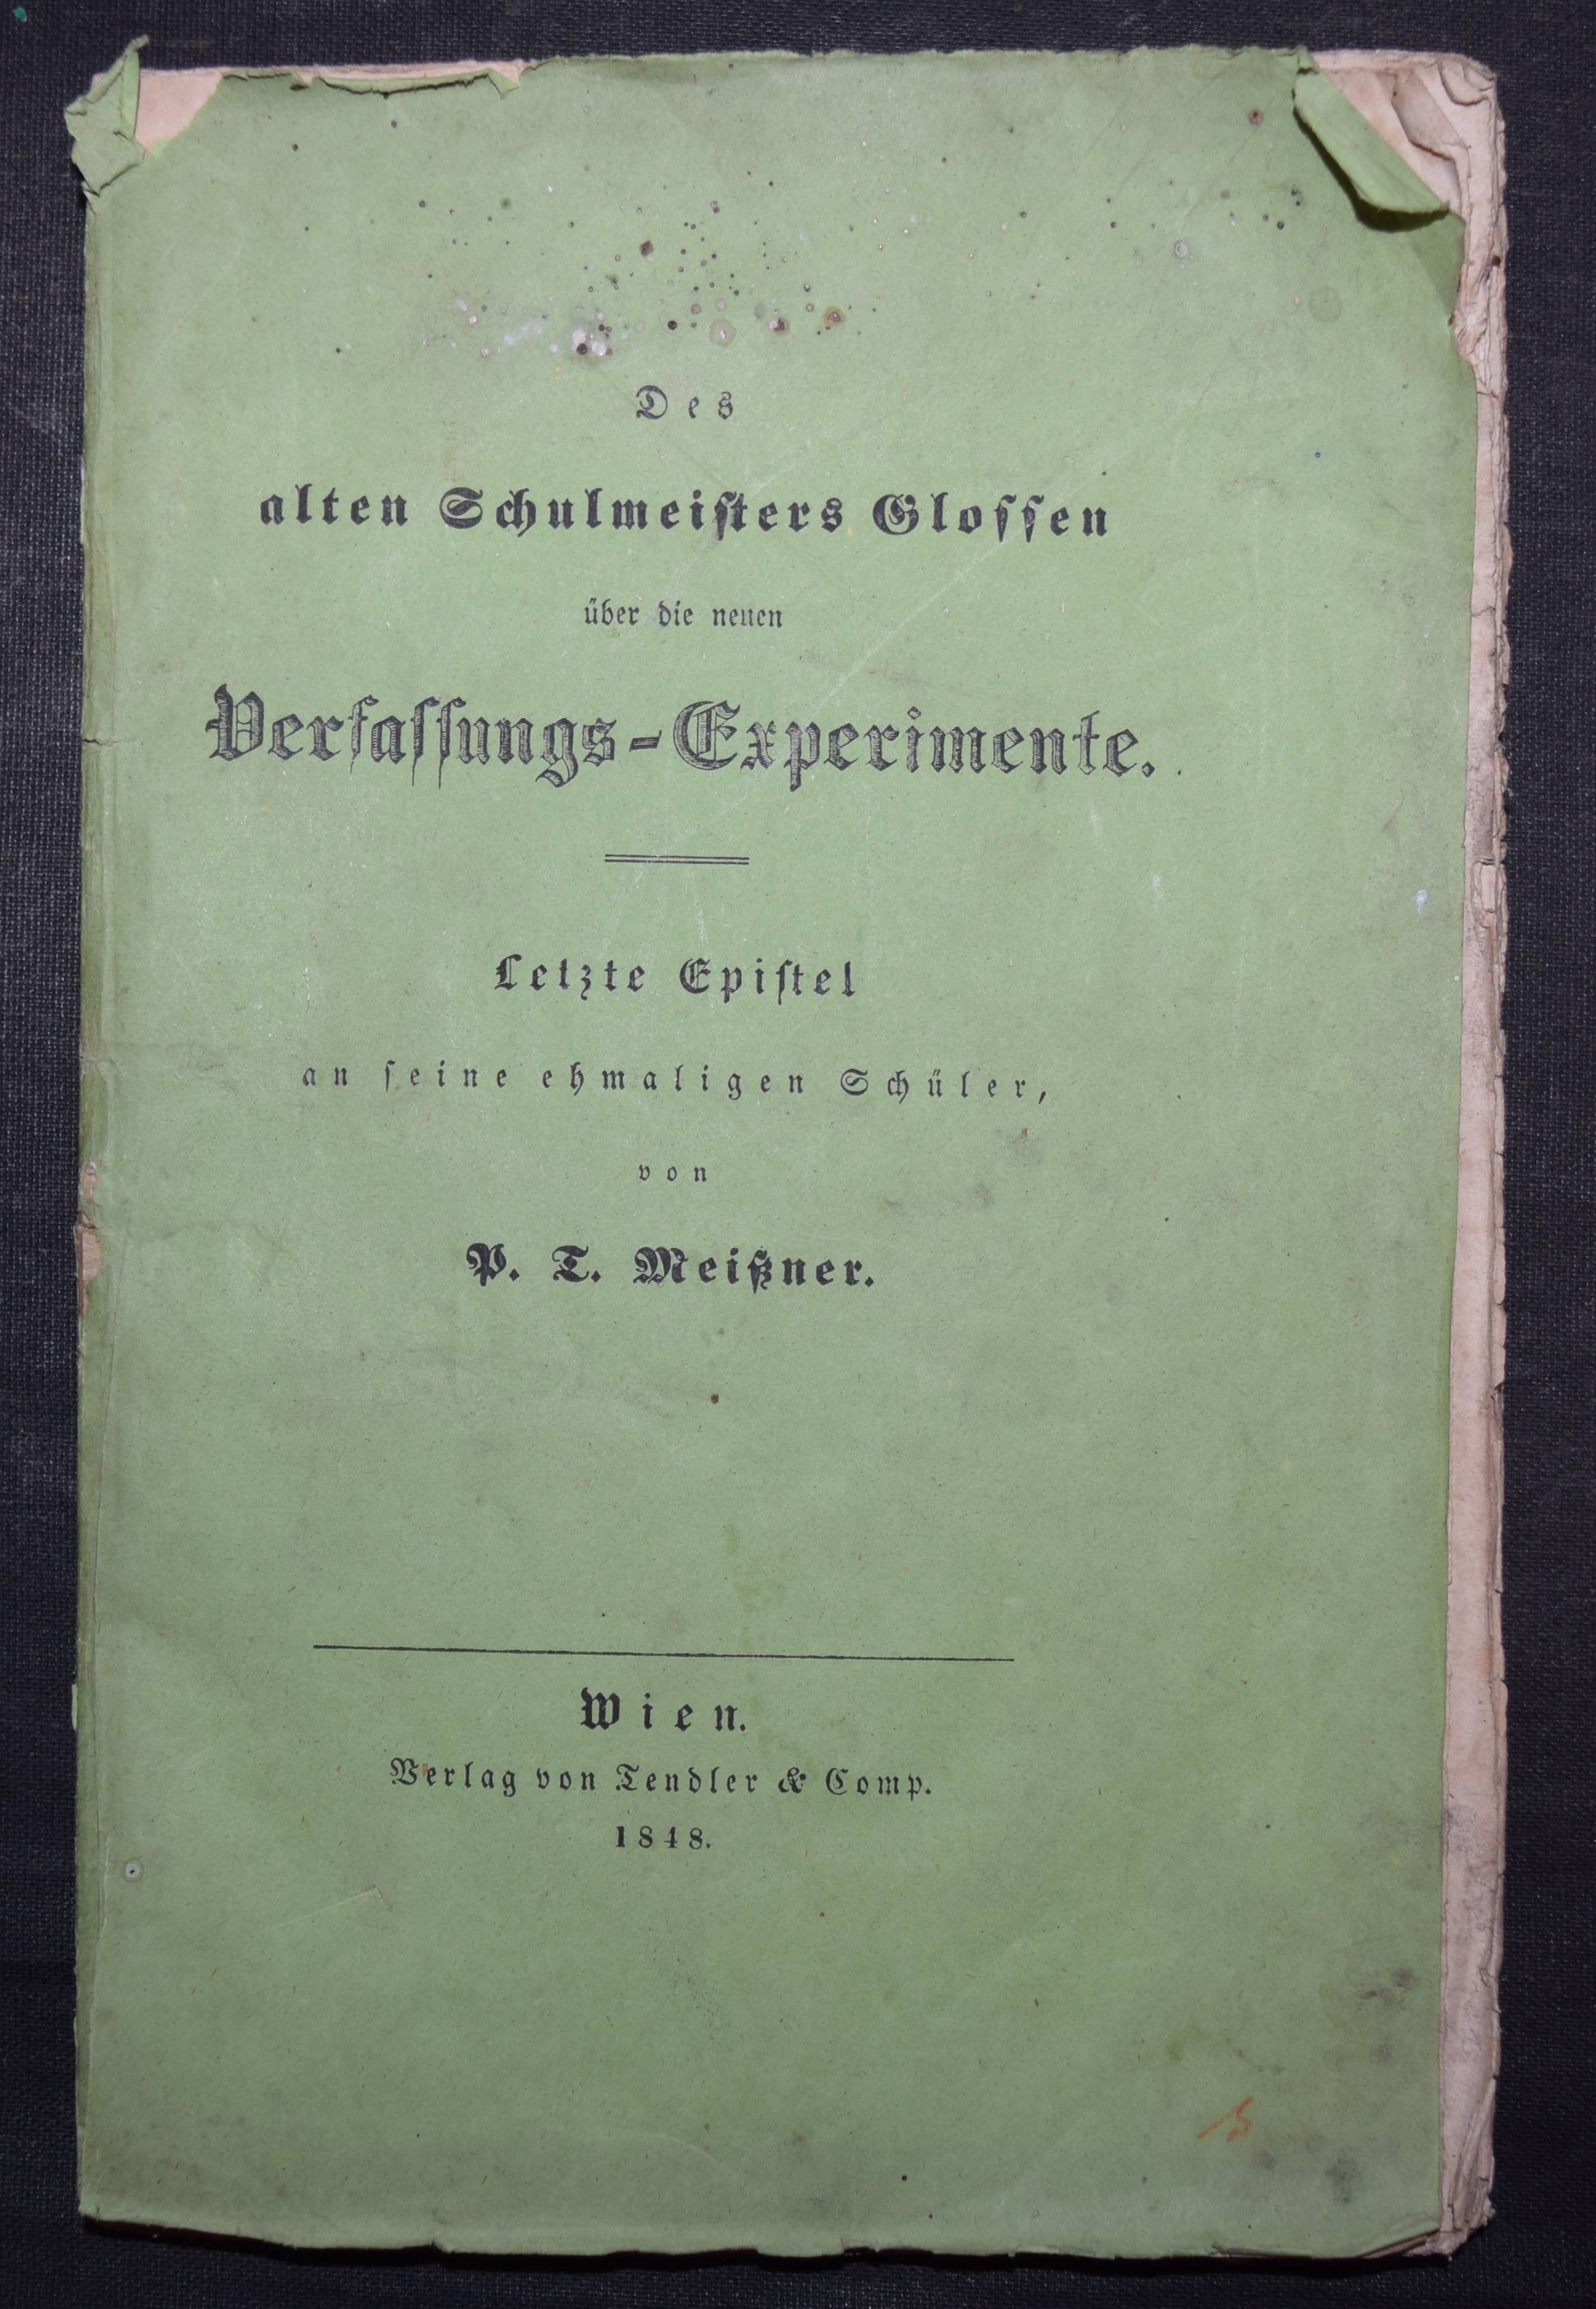 Des
alten Schulmeiſters Gloſſen
über die neuen
Verfaſſungs-Experimente.
Letzte Epiſtel
an ſeine ehmaligen Schüler,
von
P. T. Meißner.
Wien.
Verlag von Tendler & Comp.
1848.